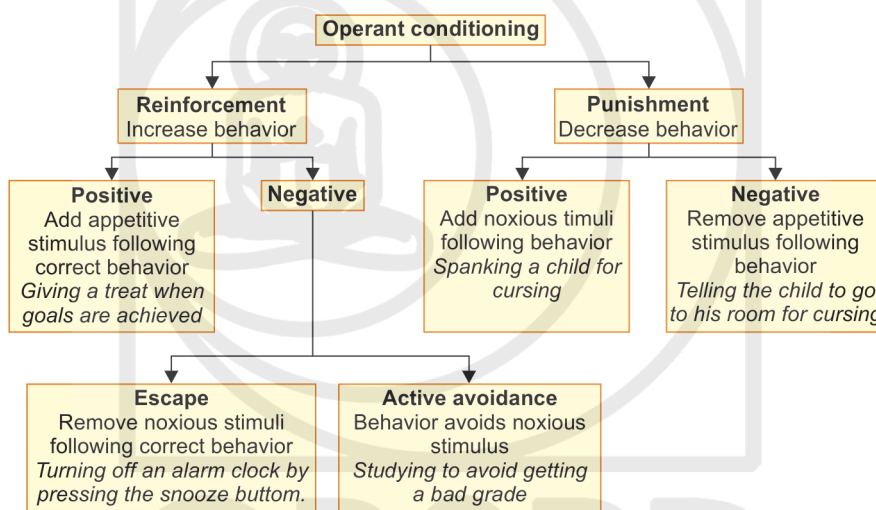 Operant conditioning
Reinforcement
Increase behavior
Punishment
Decrease behavior
Positive
Add appetitive
stimulus following
correct behavior
Giving a treat when
goals are achieved
Negative
Positive
Add noxious timuli
following behavior
Spanking a child for
cursing
Negative
Remove appetitive
stimulus following
behavior
Telling the child to go
to his room for cursing
Escape
Remove noxious stimuli
following correct behavior
Turning off an alarm clock by
pressing the snooze buttom.
Active avoidance
Behavior avoids noxious
stimulus
Studying to avoid getting
a bad grade